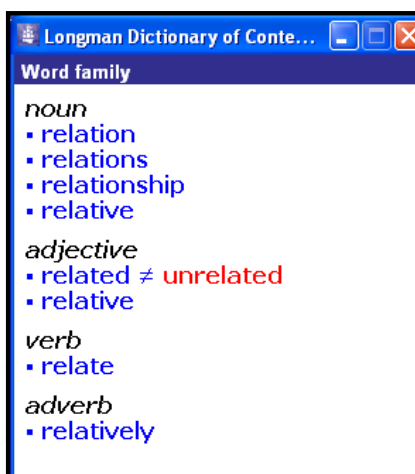 Longman Dictionary of Conte...
Word family
noun
▪ relation
▪ relations
▪ relationship
▪ relative
adjective
▪ related ≠ unrelated
▪ relative
verb
▪ relate
adverb
▪ relatively